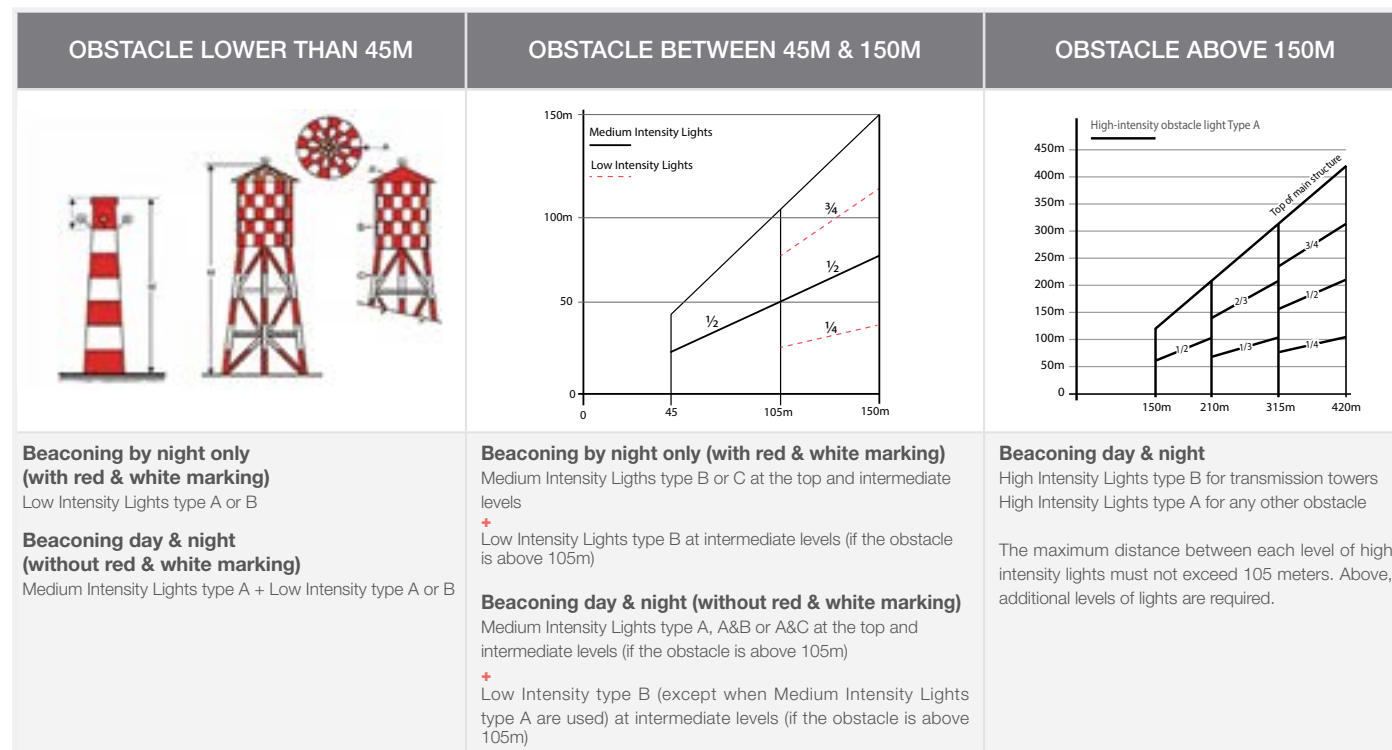 OBSTACLE LOWER THAN 45M
OBSTACLE BETWEEN 45M & 150M
OBSTACLE ABOVE 150M
150m
Medium Intensity Lights
Low Intensity Lights
100m
¾
½
50
½
¼
0
0
45
105m
150m
High-intensity obstacle light Type A
450m
400m
350m
300m
250m
200m
150m
100m
50m
0
Top of main structure
3/4
2/3
1/2
1/2
1/3
1/4
150m
210m
315m
420m
Beaconing by night only
(with red & white marking)
Low Intensity Lights type A or B
Beaconing day & night
(without red & white marking)
Medium Intensity Lights type A + Low Intensity type A or B
Beaconing by night only (with red & white marking)
Medium Intensity Ligths type B or C at the top and intermediate
levels
+
Low Intensity Lights type B at intermediate levels (if the obstacle
is above 105m)
Beaconing day & night (without red & white marking)
Medium Intensity Lights type A, A&B or A&C at the top and
intermediate levels (if the obstacle is above 105m)
+
Low Intensity type B (except when Medium Intensity Lights
type A are used) at intermediate levels (if the obstacle is above
105m)
Beaconing day & night
High Intensity Lights type B for transmission towers
High Intensity Lights type A for any other obstacle
The maximum distance between each level of high
intensity lights must not exceed 105 meters. Above,
additional levels of lights are required.